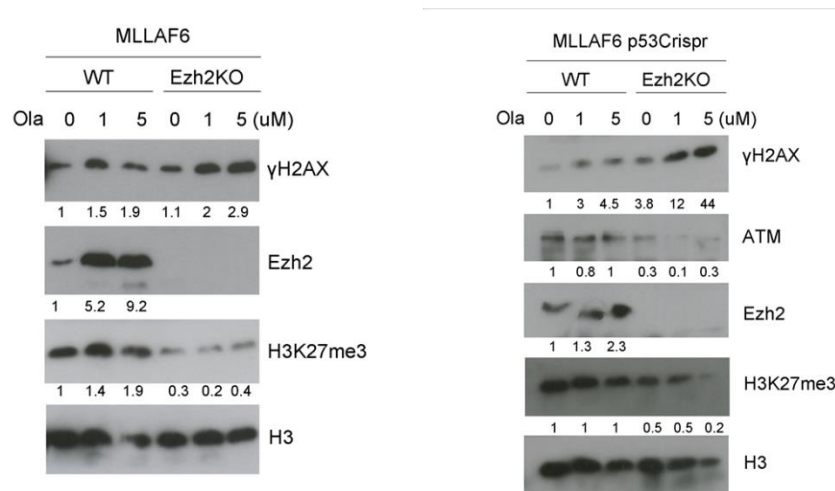 MLLAF6
WT Ezh2KO
Ola 0 1 5 0 1 5 (uM)
γH2AX
1 1.5 1.9 1.1 2 2.9
Ezh2
1 5.2 9.2
H3K27me3
1 1.4 1.9 0.3 0.2 0.4
H3
MLLAF6 p53Crispr
WT Ezh2KO
Ola 0 1 5 0 1 5 (uM)
γH2AX
1 3 4.5 3.8 12 44
ATM
1 0.8 1 0.3 0.1 0.3
Ezh2
1 1.3 2.3
H3K27me3
1 1 1 0.5 0.5 0.2
H3